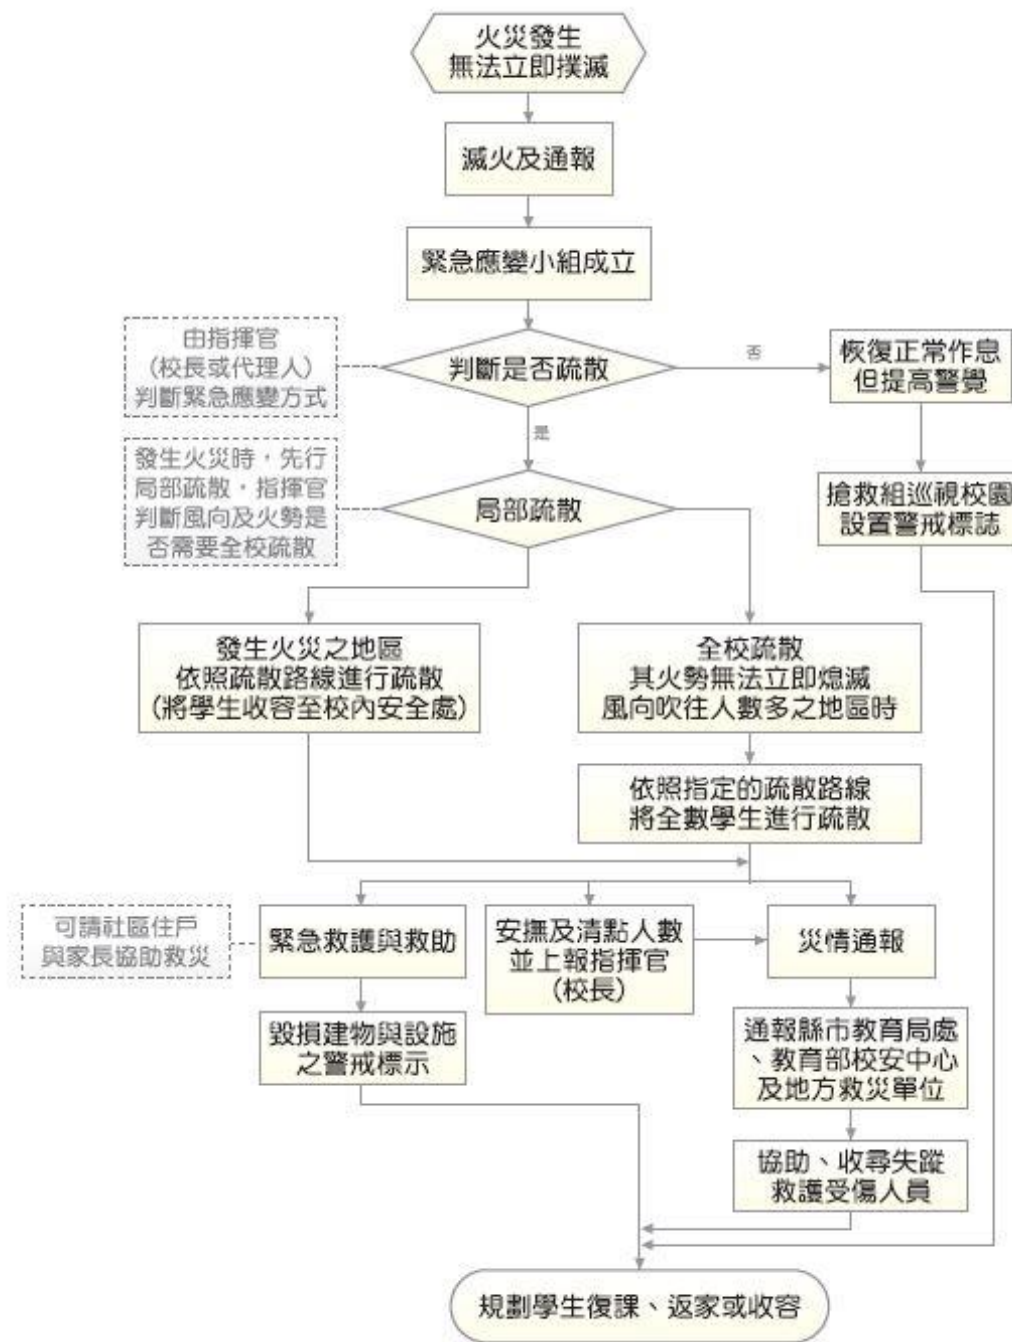 火災發生
無法立即撲滅
滅火及通報
緊急應變小組成立
由指揮官
(校長或代理人)
判斷緊急應變方式
判斷是否疏散
否
恢復正常作息
但提高警覺
是
發生火災時,先行
局部疏散,指揮官
判斷風向及火勢是
否需要全校疏散
局部疏散
搶救組巡視校園
設置警戒標誌
發生火災之地區
依照疏散路線進行疏散
(將學生收容至校內安全處)
全校疏散
其火勢無法立即熄滅
風向吹往人數多之地區時
依照指定的疏散路線
將全數學生進行疏散
可請社區住戶
與家長協助救災
緊急救護與救助
安撫及清點人數
並上報指揮官
(校長)
災情通報
毀損建物與設施
之警戒標示
通報縣市教育局處
、教育部校安中心
及地方救災單位
協助、收尋失蹤
救護受傷人員
規劃學生復課、返家或收容